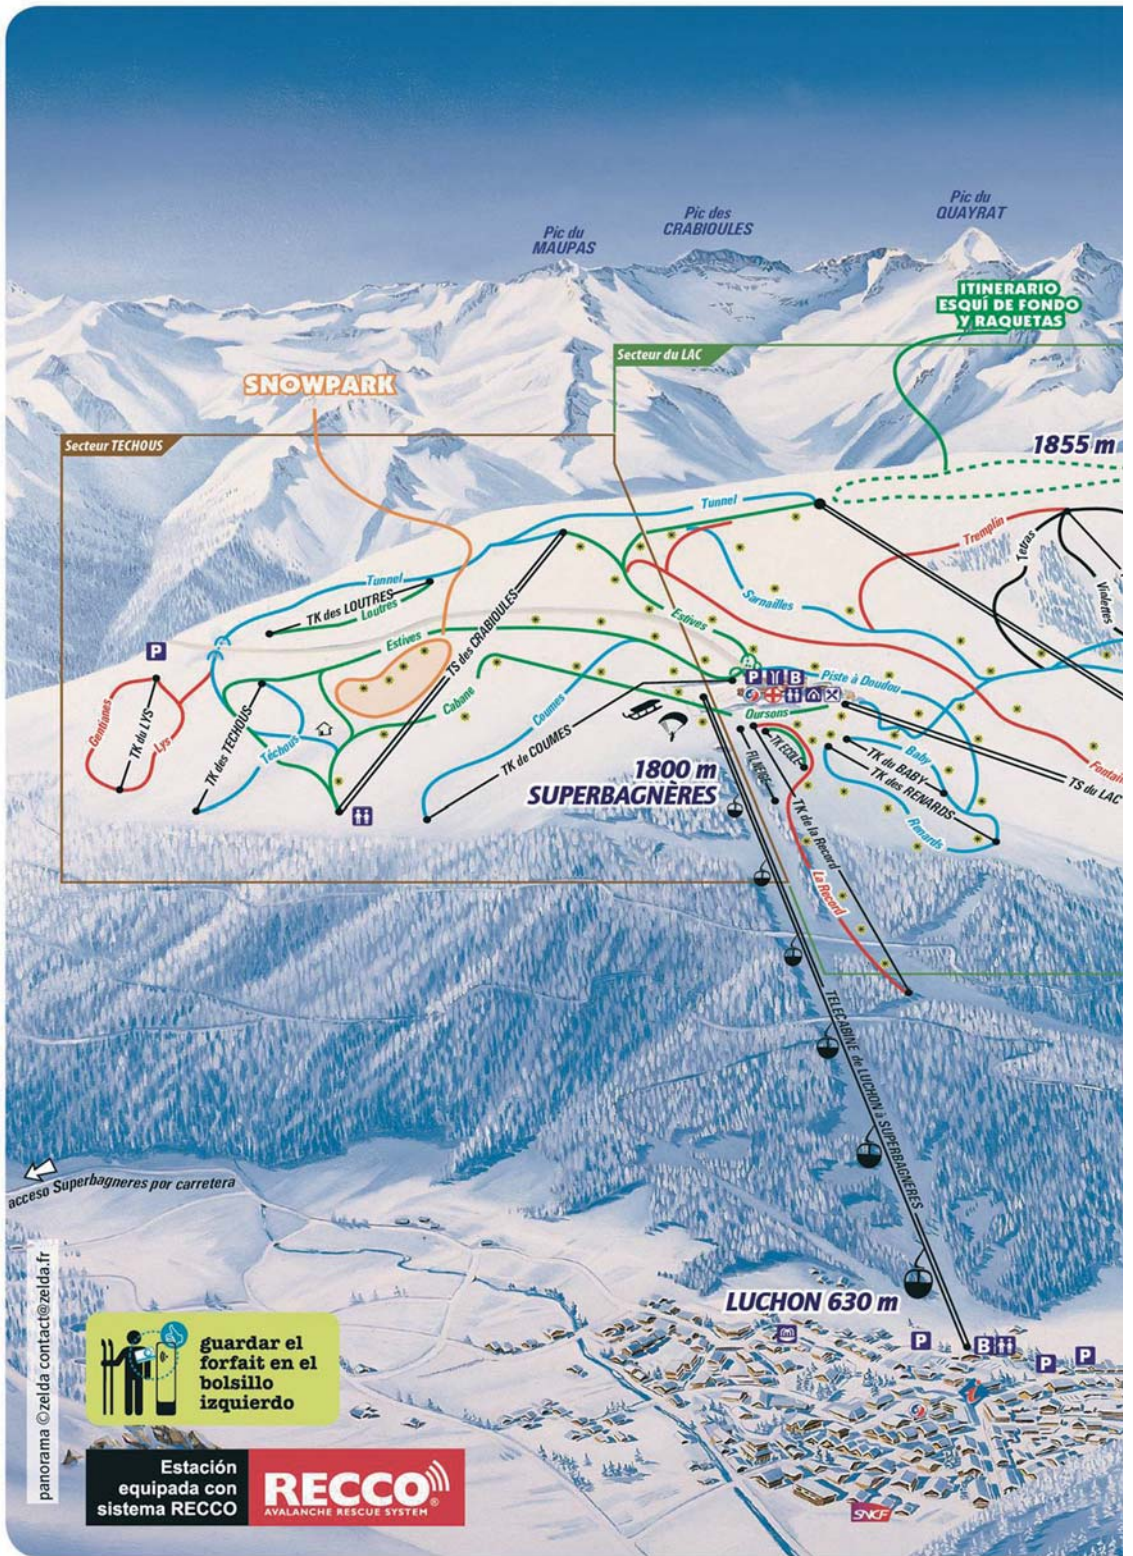 Pic du
MAUPAS
Pic des
CRABIOULES
Pic du
QUAYRAT
ITINERARIO
ESQUÍ DE FONDO
Y RAQUETAS
Secteur du LAC
SNOWPARK
Secteur TECHOUS
1855 m
Tunnel
Tremplin
Tetras
Violettes
Tunnel
TK des LOUTRES
Loutres
Sarnailles
Estives
Estives
TS des CRABIOULES
P
Gentianes
TK du LYS
Lys
TK des TECHOUS
Téchous
Cabane
Coumes
TK de COUMES
P
B
Piste à Doudou
Oursons
FIL NEIGE
TK ECOLE
Baby
TK du BABY
TK des RENARDS
Renards
TS du LAC
1800 m
SUPERBAGNÈRES
TK de la Record
La Record
TELECABINE de LUCHON à SUPERBAGNERES
acceso Superbagneres por carretera
LUCHON 630 m
P
B
P
P
i
SNCF
panorama ©zelda contact@zelda.fr
guardar el
forfait en el
bolsillo
izquierdo
Estación
equipada con
sistema RECCO
RECCO®
AVALANCHE RESCUE SYSTEM